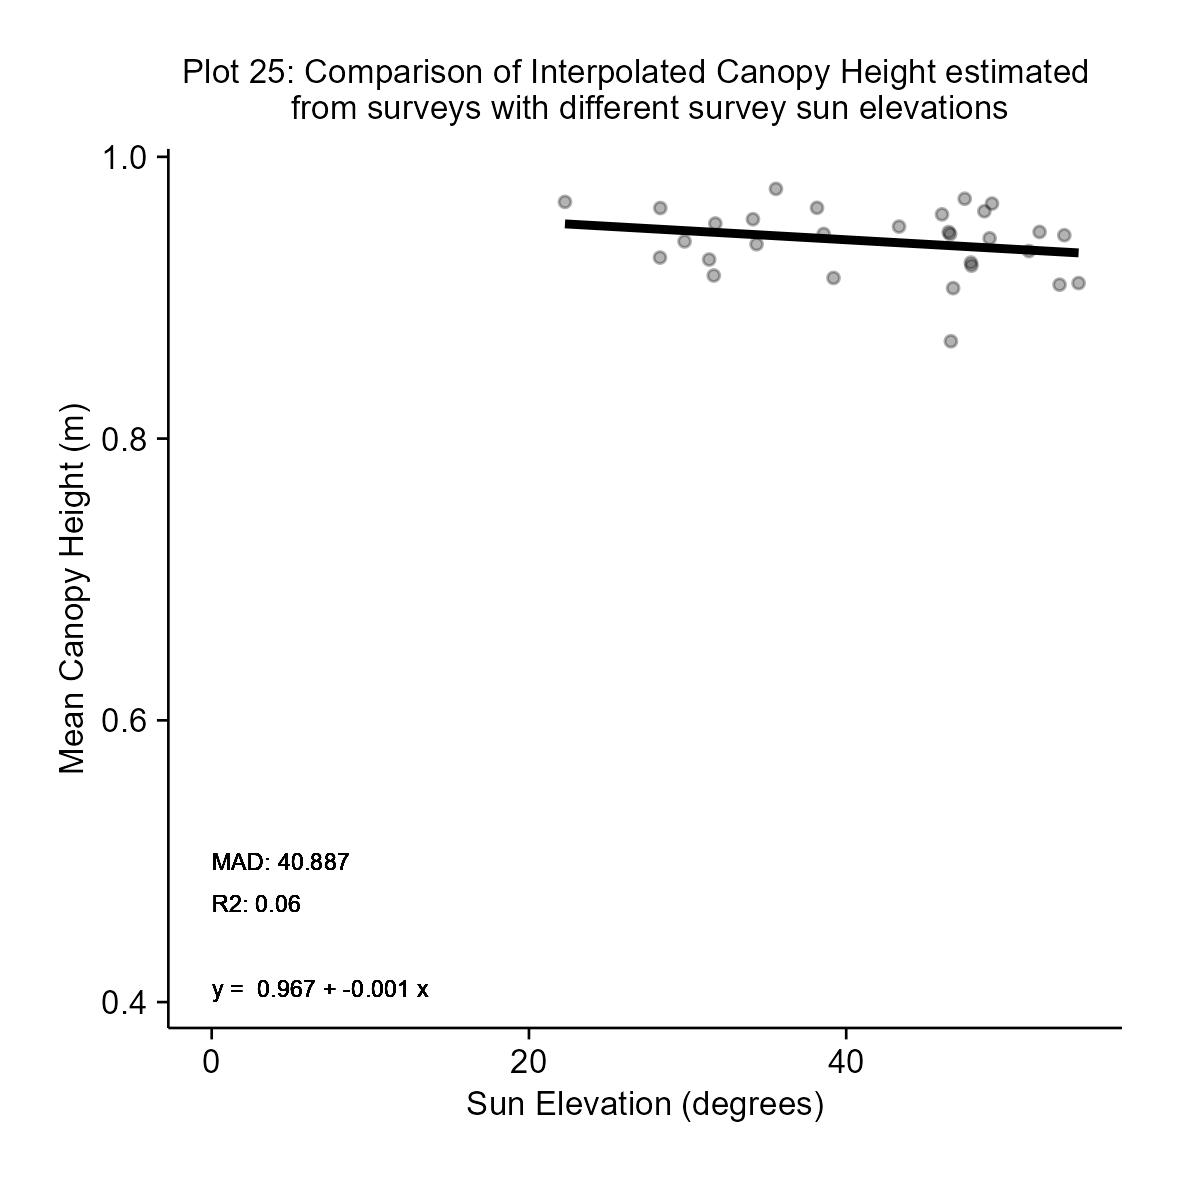 Plot 25: Comparison of Interpolated Canopy Height estimated
from surveys with different survey sun elevations
1.0
0.8
0.6
0.4
Mean Canopy Height (m)
MAD: 40.887
R2: 0.06
y =  0.967 + -0.001 x
0
20
40
Sun Elevation (degrees)